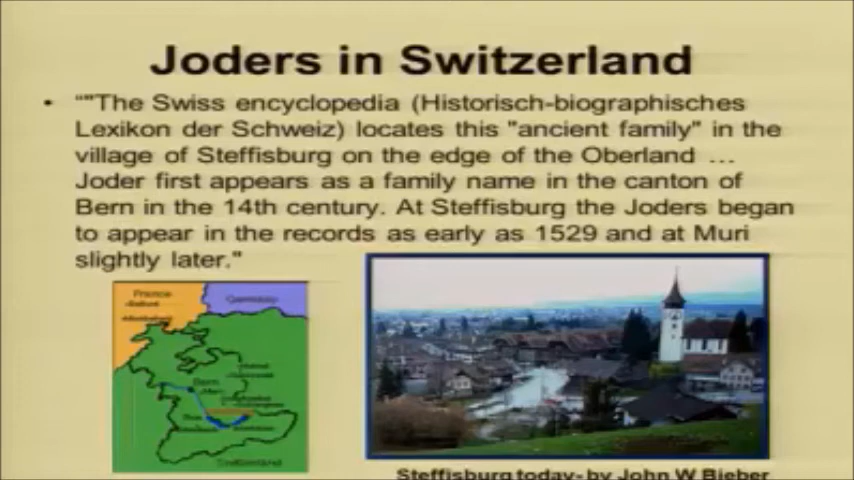 Joders in Switzerland
• “"The Swiss encyclopedia (Historisch-biographisches
Lexikon der Schweiz) locates this "ancient family" in the
village of Steffisburg on the edge of the Oberland ...
Joder first appears as a family name in the canton of
Bern in the 14th century. At Steffisburg the Joders began
to appear in the records as early as 1529 and at Muri
slightly later."
France
Germany
Bern
Switzerland
Steffisburg today- by John W Bieber